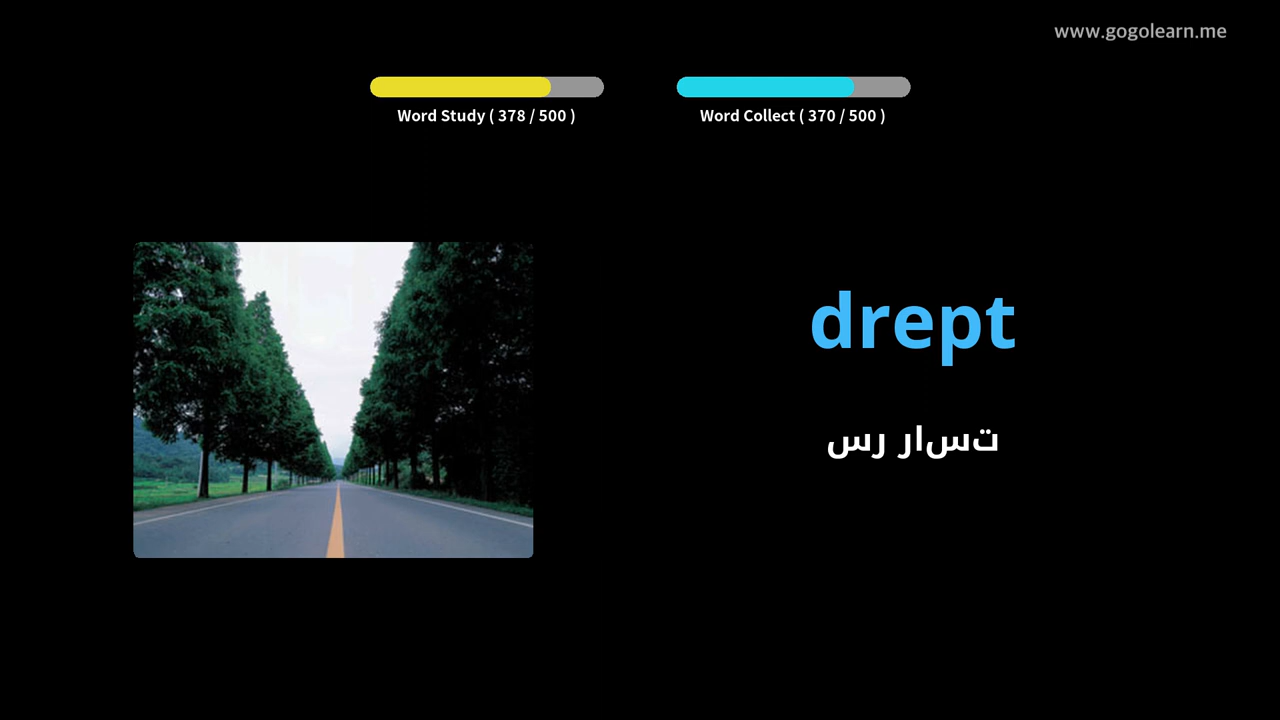 www.gogolearn.me
Word Study ( 378 / 500 )
Word Collect ( 370 / 500 )
drept
تسار رس